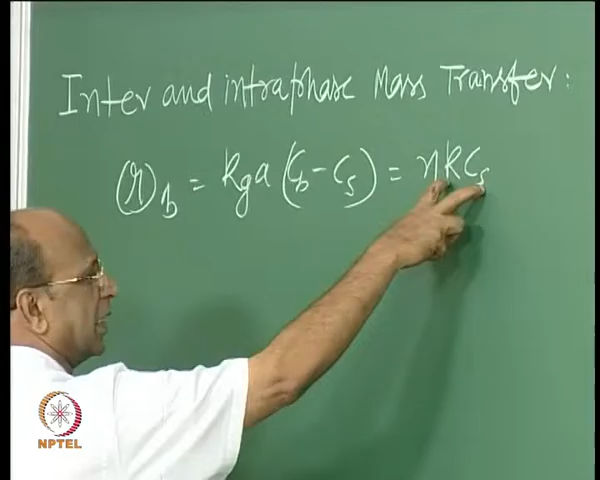 Inter and intraphase Mass Transfer:
(r)b = kga (Cb - Cs) = ηkCs
NPTEL